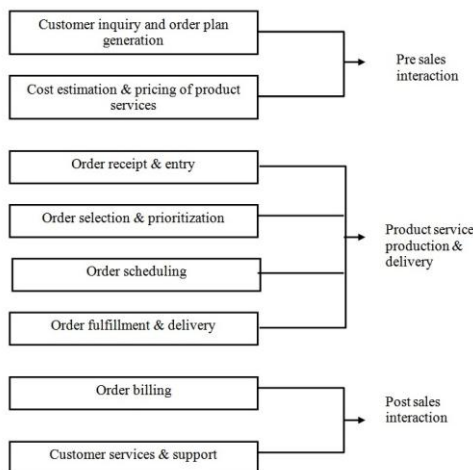 Customer inquiry and order plan
generation
Pre sales
interaction
Cost estimation & pricing of product
services
Order receipt & entry
Order selection & prioritization
Product service
production &
delivery
Order scheduling
Order fulfillment & delivery
Order billing
Post sales
interaction
Customer services & support